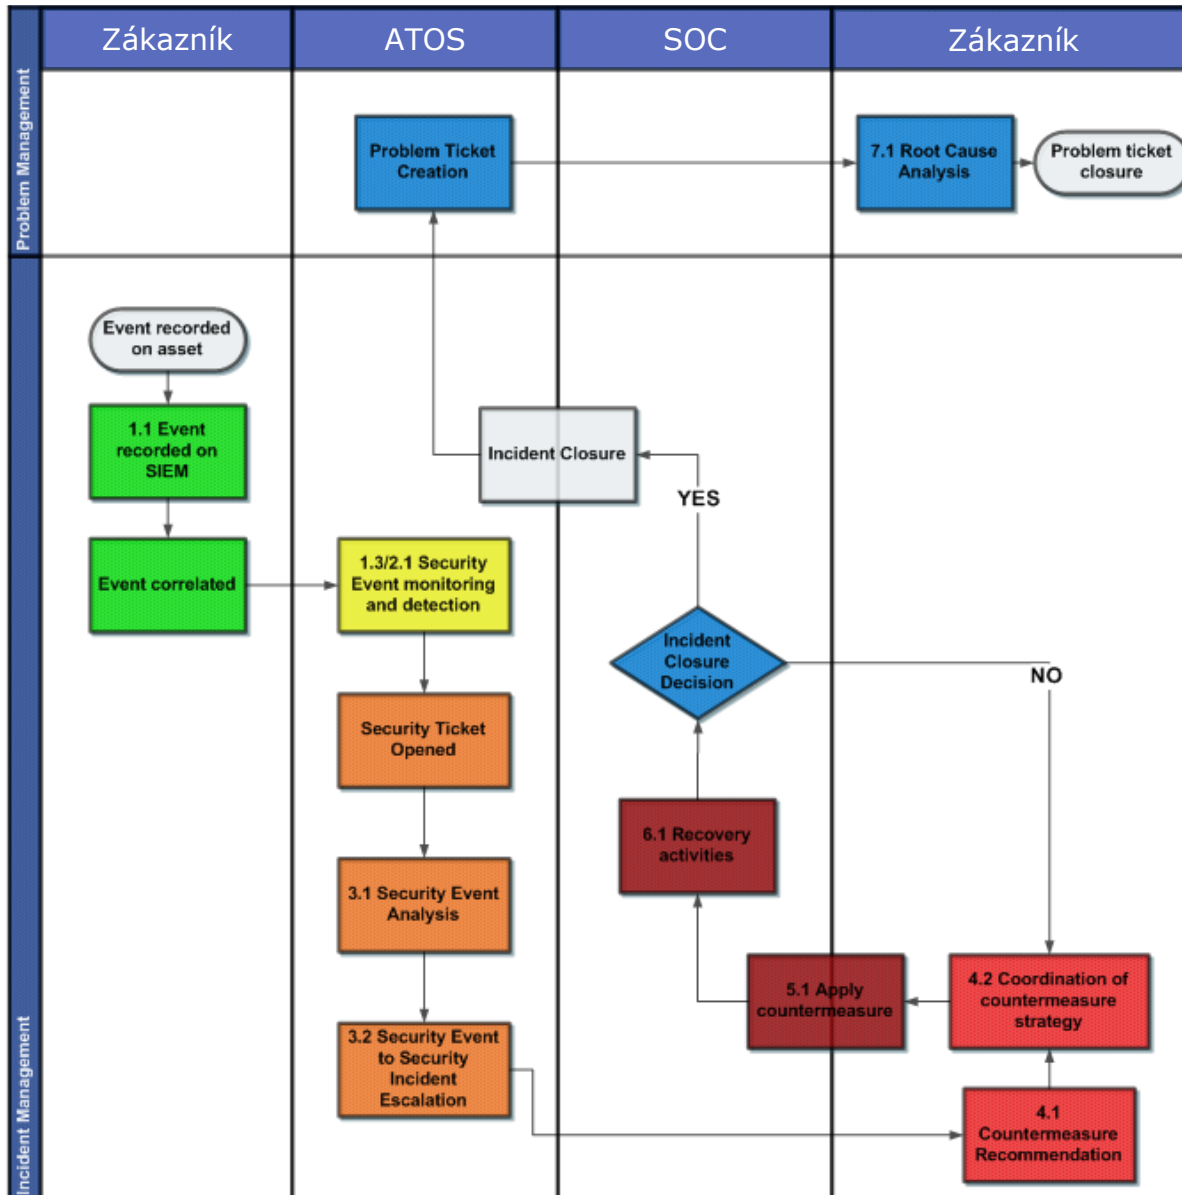 Zákazník
ATOS
SOC
Zákazník
Problem Management
Problem Ticket
Creation
7.1 Root Cause
Analysis
Problem ticket
closure
Incident Management
Event recorded
on asset
1.1 Event
recorded on
SIEM
Event correlated
1.3/2.1 Security
Event monitoring
and detection
Security Ticket
Opened
3.1 Security Event
Analysis
3.2 Security Event
to Security
Incident
Escalation
Incident Closure
YES
Incident
Closure
Decision
NO
6.1 Recovery
activities
5.1 Apply
countermeasure
4.2 Coordination of
countermeasure
strategy
4.1
Countermeasure
Recommendation